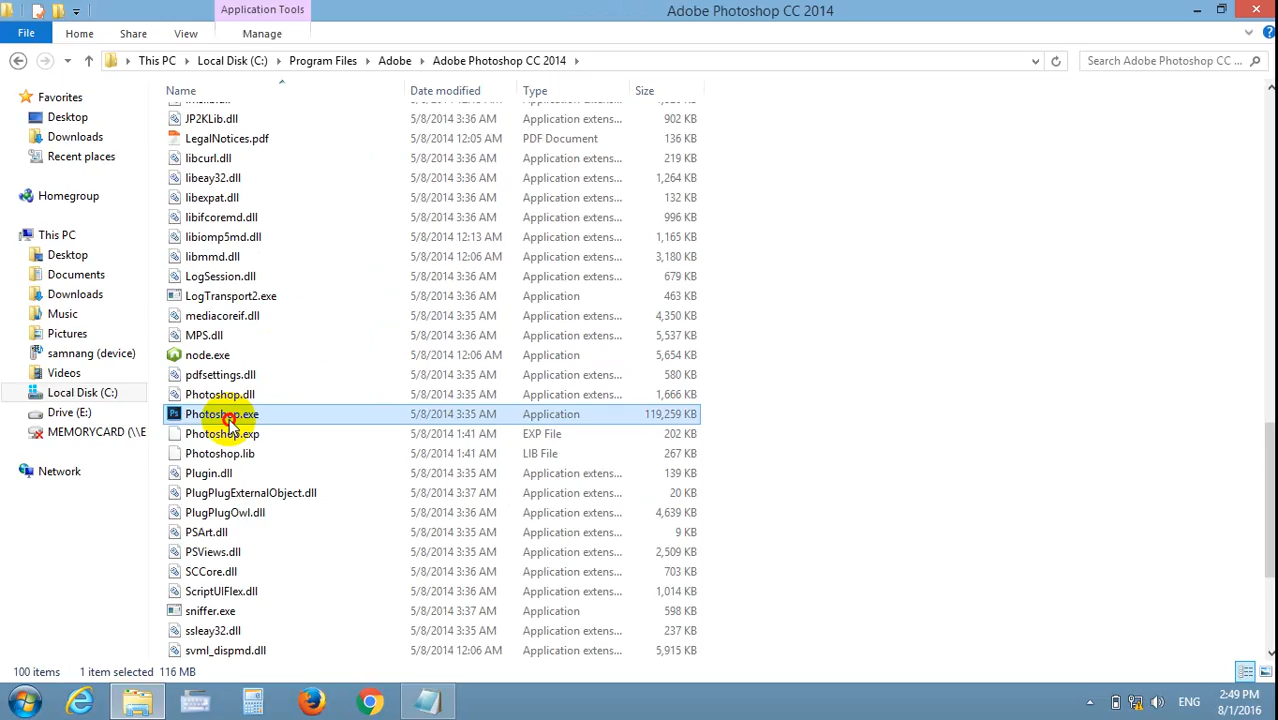 Application Tools
Adobe Photoshop CC 2014
File
Home
Share
View
Manage
This PC
Local Disk (C:)
Program Files
Adobe
Adobe Photoshop CC 2014
Search Adobe Photoshop CC ...
Name
Date modified
Type
Size
Favorites
Desktop
Downloads
Recent places
Homegroup
This PC
Desktop
Documents
Downloads
Music
Pictures
samnang (device)
Videos
Local Disk (C:)
Drive (E:)
MEMORYCARD (\\E
Network
JP2KLib.dll 5/8/2014 3:36 AM Application extens... 902 KB
LegalNotices.pdf 5/8/2014 12:05 AM PDF Document 136 KB
libcurl.dll 5/8/2014 3:36 AM Application extens... 219 KB
libeay32.dll 5/8/2014 3:36 AM Application extens... 1,264 KB
libexpat.dll 5/8/2014 3:36 AM Application extens... 132 KB
libifcoremd.dll 5/8/2014 3:36 AM Application extens... 996 KB
libiomp5md.dll 5/8/2014 12:13 AM Application extens... 1,165 KB
libmmd.dll 5/8/2014 12:06 AM Application extens... 3,180 KB
LogSession.dll 5/8/2014 3:36 AM Application extens... 679 KB
LogTransport2.exe 5/8/2014 3:36 AM Application 463 KB
mediacoreif.dll 5/8/2014 3:35 AM Application extens... 4,350 KB
MPS.dll 5/8/2014 3:35 AM Application extens... 5,537 KB
node.exe 5/8/2014 12:06 AM Application 5,654 KB
pdfsettings.dll 5/8/2014 3:35 AM Application extens... 580 KB
Photoshop.dll 5/8/2014 3:35 AM Application extens... 1,666 KB
Photoshop.exe 5/8/2014 3:35 AM Application 119,259 KB
Photoshop.exp 5/8/2014 1:41 AM EXP File 202 KB
Photoshop.lib 5/8/2014 1:41 AM LIB File 267 KB
Plugin.dll 5/8/2014 3:35 AM Application extens... 139 KB
PlugPlugExternalObject.dll 5/8/2014 3:37 AM Application extens... 20 KB
PlugPlugOwl.dll 5/8/2014 3:36 AM Application extens... 4,639 KB
PSArt.dll 5/8/2014 3:35 AM Application extens... 9 KB
PSViews.dll 5/8/2014 3:35 AM Application extens... 2,509 KB
SCCore.dll 5/8/2014 3:36 AM Application extens... 703 KB
ScriptUIFlex.dll 5/8/2014 3:36 AM Application extens... 1,014 KB
sniffer.exe 5/8/2014 3:37 AM Application 598 KB
ssleay32.dll 5/8/2014 3:35 AM Application extens... 237 KB
svml_dispmd.dll 5/8/2014 12:06 AM Application extens... 5,915 KB
100 items 1 item selected 116 MB
ENG
2:49 PM
8/1/2016